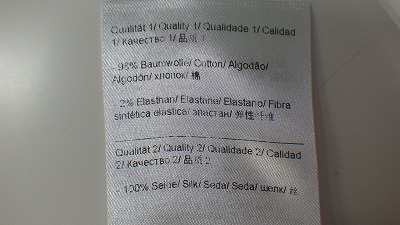 Qualität 1/ Quality 1/ Qualidade 1/ Calidad
1/ Качество 1/ 品质 1
- 98% Baumwolle/ Cotton/ Algodão/
Algodón/ хлопок/ 棉
- 2% Elasthan/ Elastane/ Elastano/ Fibra
sintética elástica/ эластан/ 弹性纤维
Qualität 2/ Quality 2/ Qualidade 2/ Calidad
2/ Качество 2/ 品质 2
- 100% Seide/ Silk/ Seda/ Seda/ шелк/ 丝